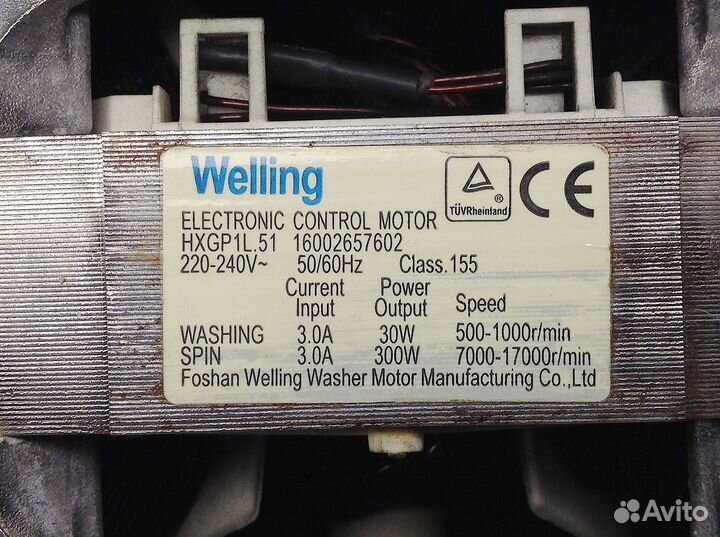 Welling
TÜVRheinland ®
CE
ELECTRONIC CONTROL MOTOR
HXGP1L.51 16002657602
220-240V~ 50/60Hz Class.155
Current Input Power Output Speed
WASHING 3.0A 30W 500-1000r/min
SPIN 3.0A 300W 7000-17000r/min
Foshan Welling Washer Motor Manufacturing Co.,Ltd
Avito